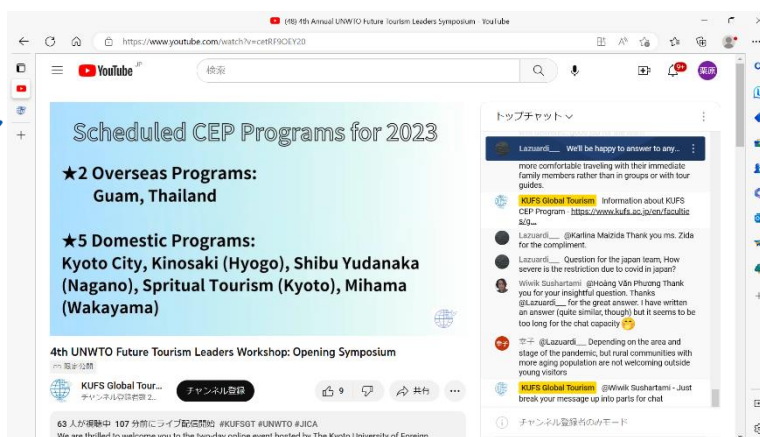 (48) 4th Annual UNWTO Future Tourism Leaders Symposium - YouTube
https://www.youtube.com/watch?v=cetRF9OEY20
YouTube JP
検索
9+
栗原
Scheduled CEP Programs for 2023
★2 Overseas Programs:
Guam, Thailand
★5 Domestic Programs:
Kyoto City, Kinosaki (Hyogo), Shibu Yudanaka
(Nagano), Spritual Tourism (Kyoto), Mihama
(Wakayama)
4th UNWTO Future Tourism Leaders Workshop: Opening Symposium
限定公開
KUFS Global Tour...
チャンネル登録者数 2..
チャンネル登録
9
共有
63 人が視聴中 107 分前にライブ配信開始 #KUFSGT #UNWTO #JICA
We are thrilled to welcome you to the two-day online event hosted by The Kyoto University of Foreign
トップチャット
Lazuardi__ We'll be happy to answer to any...
more comfortable traveling with their immediate
family members rather than in groups or with tour
guides.
KUFS Global Tourism Information about KUFS
CEP Program - https://www.kufs.ac.jp/en/facultie
s/g...
Lazuardi__ @Karlina Maizida Thank you ms. Zida
for the compliment.
Lazuardi__ Question for the japan team, How
severe is the restriction due to covid in japan?
Wiwik Sushartami @Hoàng Văn Phương Thank
you for your insightful question. Thanks
@Lazuardi__ for the great answer. I have written
an answer (quite similar, though) but it seems to be
too long for the chat capacity
幸子 @Lazuardi__ Depending on the area and
stage of the pandemic, but rural communities with
more aging population are not welcoming outside
young visitors
KUFS Global Tourism @Wiwik Sushartami - Just
break your message up into parts for chat
チャンネル登録者のみモード